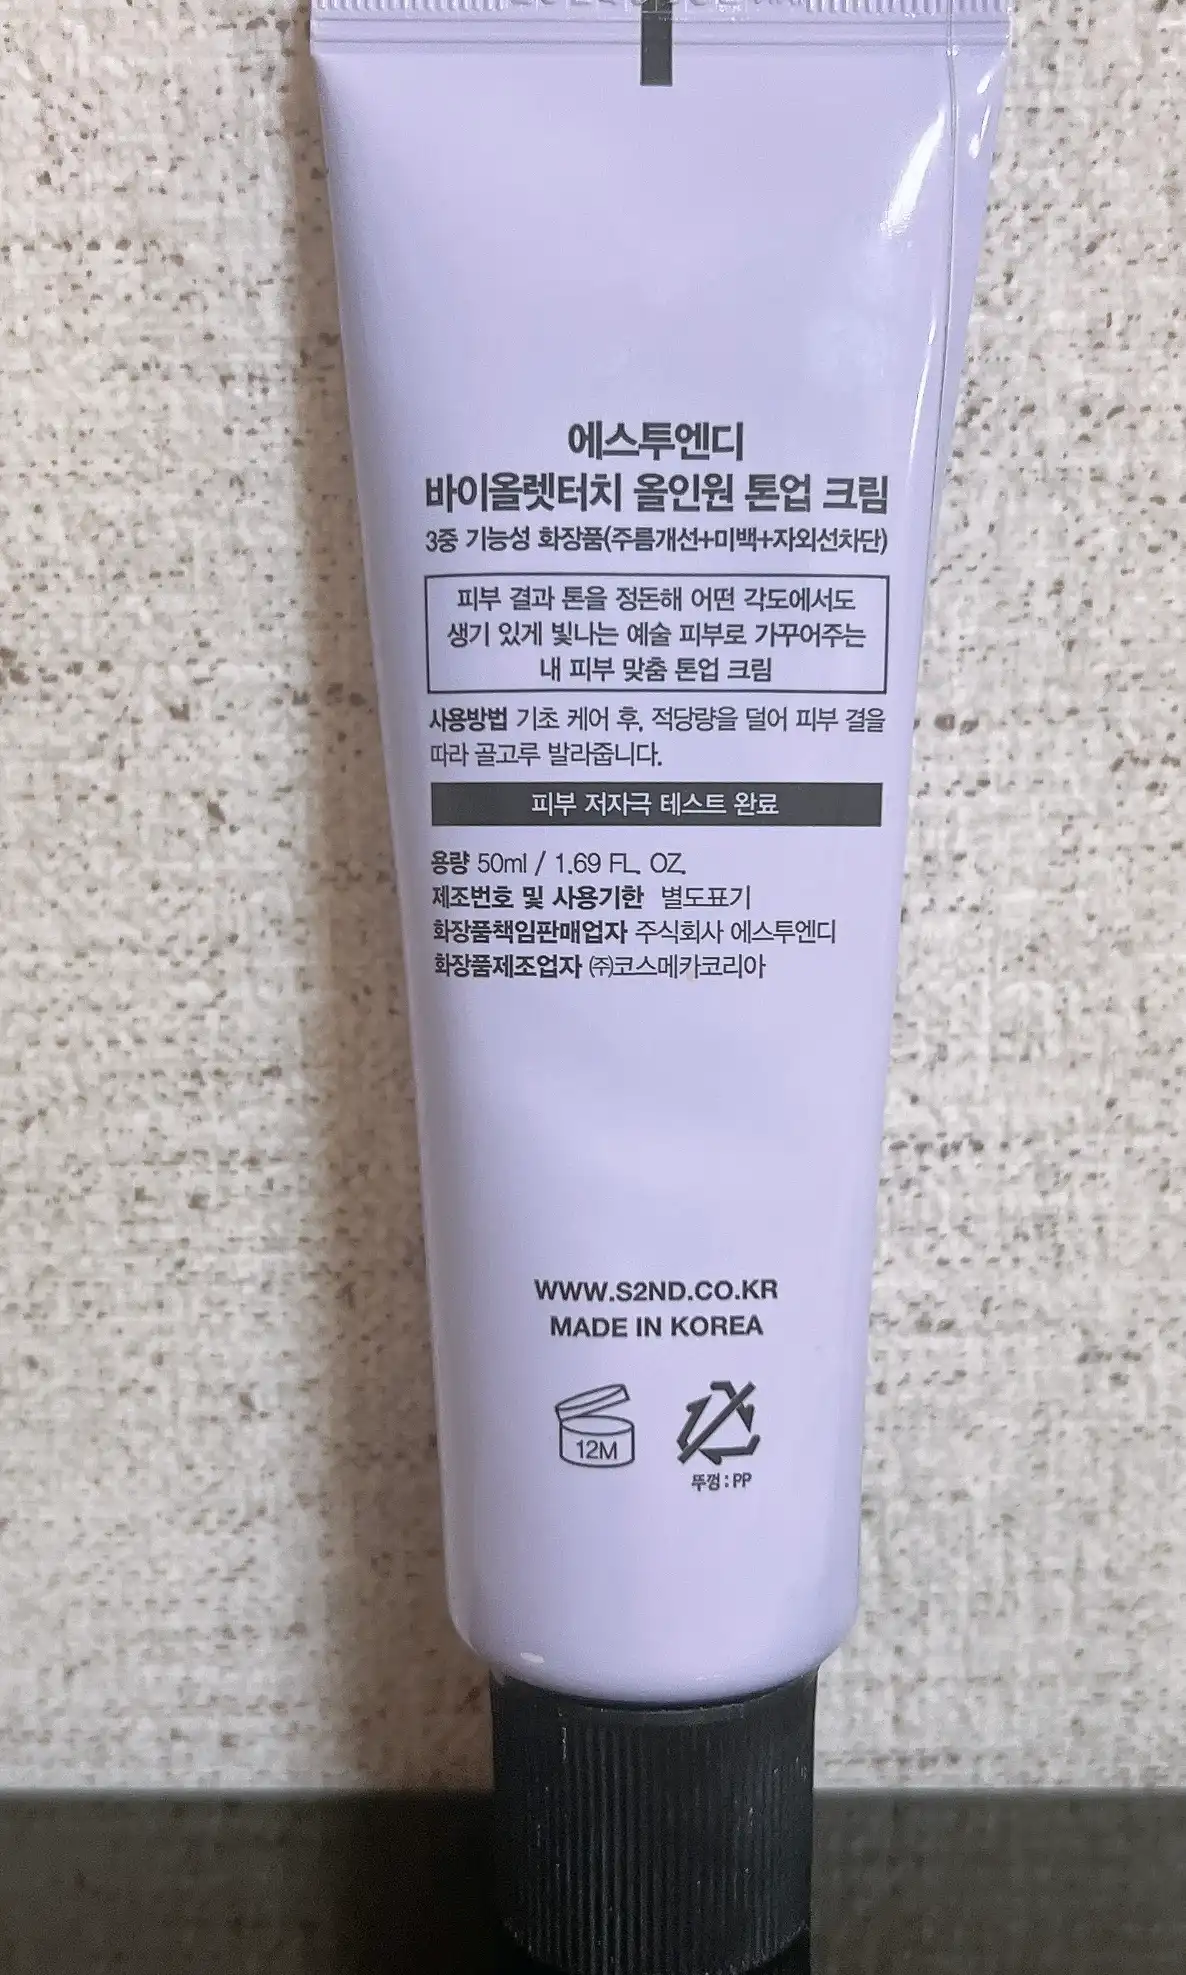 에스투엔디
바이올렛터치 올인원 톤업 크림
3중 기능성 화장품(주름개선+미백+자외선차단)
피부 결과 톤을 정돈해 어떤 각도에서도
생기 있게 빛나는 예술 피부로 가꾸어주는
내 피부 맞춤 톤업 크림
사용방법 기초 케어 후, 적당량을 덜어 피부 결을
따라 골고루 발라줍니다.
피부 저자극 테스트 완료
용량 50ml / 1.69 FL. OZ.
제조번호 및 사용기한 별도표기
화장품책임판매업자 주식회사 에스투엔디
화장품제조업자 ㈜코스메카코리아
WWW.S2ND.CO.KR
MADE IN KOREA
12M
뚜껑 : PP